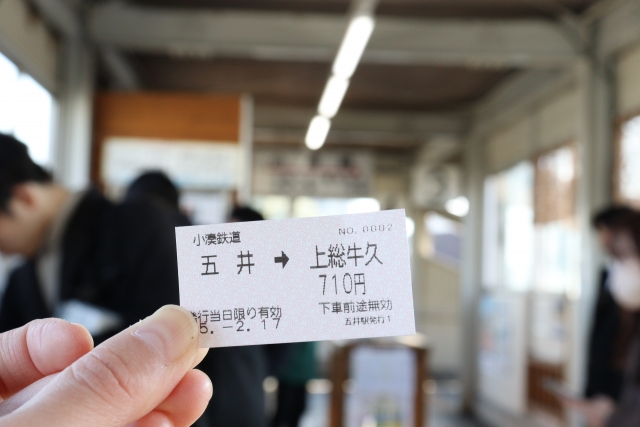 小湊鉄道
NO.0002
五井 → 上総牛久
710円
行当日限り有効 下車前途無効
5.-2.17
五井駅発行1